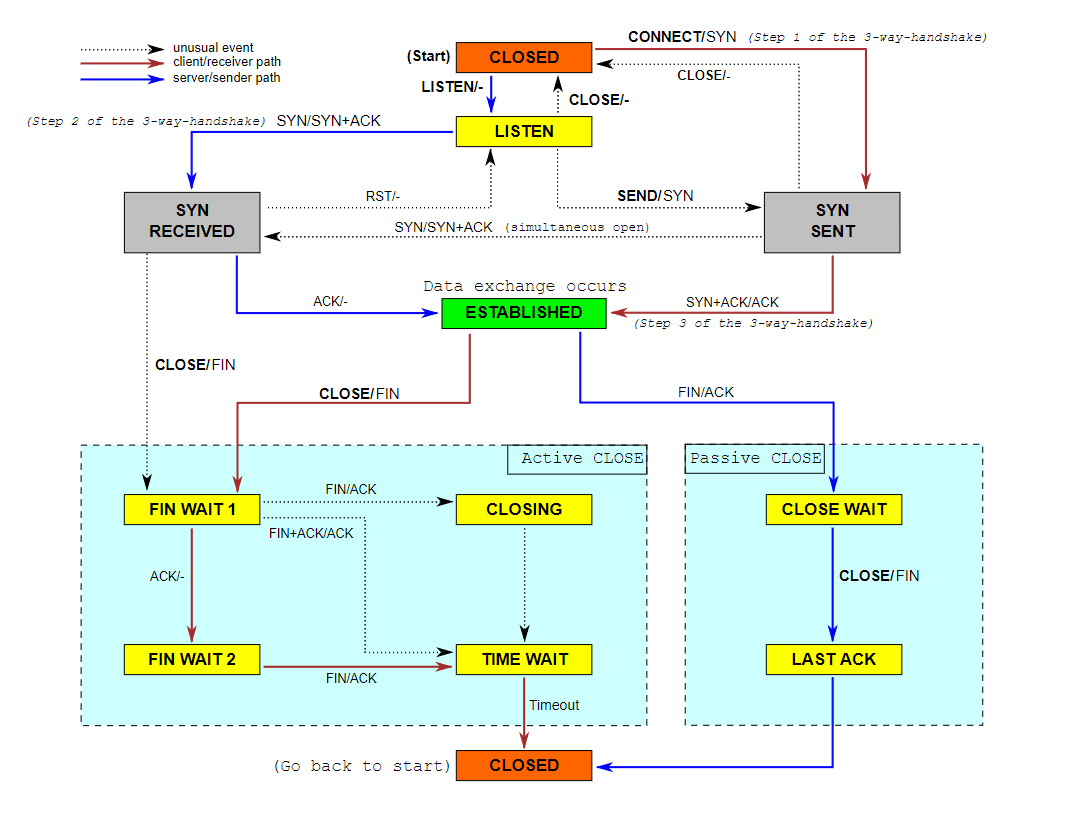 unusual event
client/receiver path
server/sender path
CONNECT/SYN (Step 1 of the 3-way-handshake)
(Start) CLOSED
CLOSE/-
LISTEN/-
CLOSE/-
(Step 2 of the 3-way-handshake) SYN/SYN+ACK
LISTEN
RST/-
SEND/SYN
SYN
RECEIVED
SYN
SENT
SYN/SYN+ACK (simultaneous open)
Data exchange occurs
ACK/-
ESTABLISHED
SYN+ACK/ACK
(Step 3 of the 3-way-handshake)
CLOSE/FIN
CLOSE/FIN
FIN/ACK
Active CLOSE
Passive CLOSE
FIN WAIT 1
FIN/ACK
CLOSING
CLOSE WAIT
FIN+ACK/ACK
ACK/-
CLOSE/FIN
FIN WAIT 2
TIME WAIT
LAST ACK
FIN/ACK
Timeout
(Go back to start) CLOSED